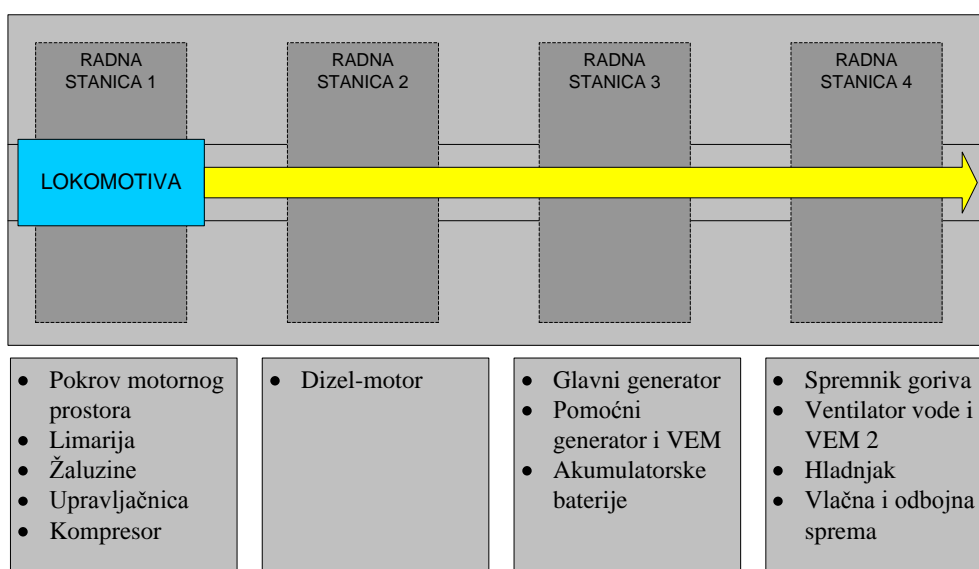 RADNA
STANICA 1
RADNA
STANICA 2
RADNA
STANICA 3
RADNA
STANICA 4
LOKOMOTIVA
• Pokrov motornog
prostora
• Limarija
• Žaluzine
• Upravljačnica
• Kompresor
• Dizel-motor
• Glavni generator
• Pomoćni
generator i VEM
• Akumulatorske
baterije
• Spremnik goriva
• Ventilator vode i
VEM 2
• Hladnjak
• Vlačna i odbojna
sprema